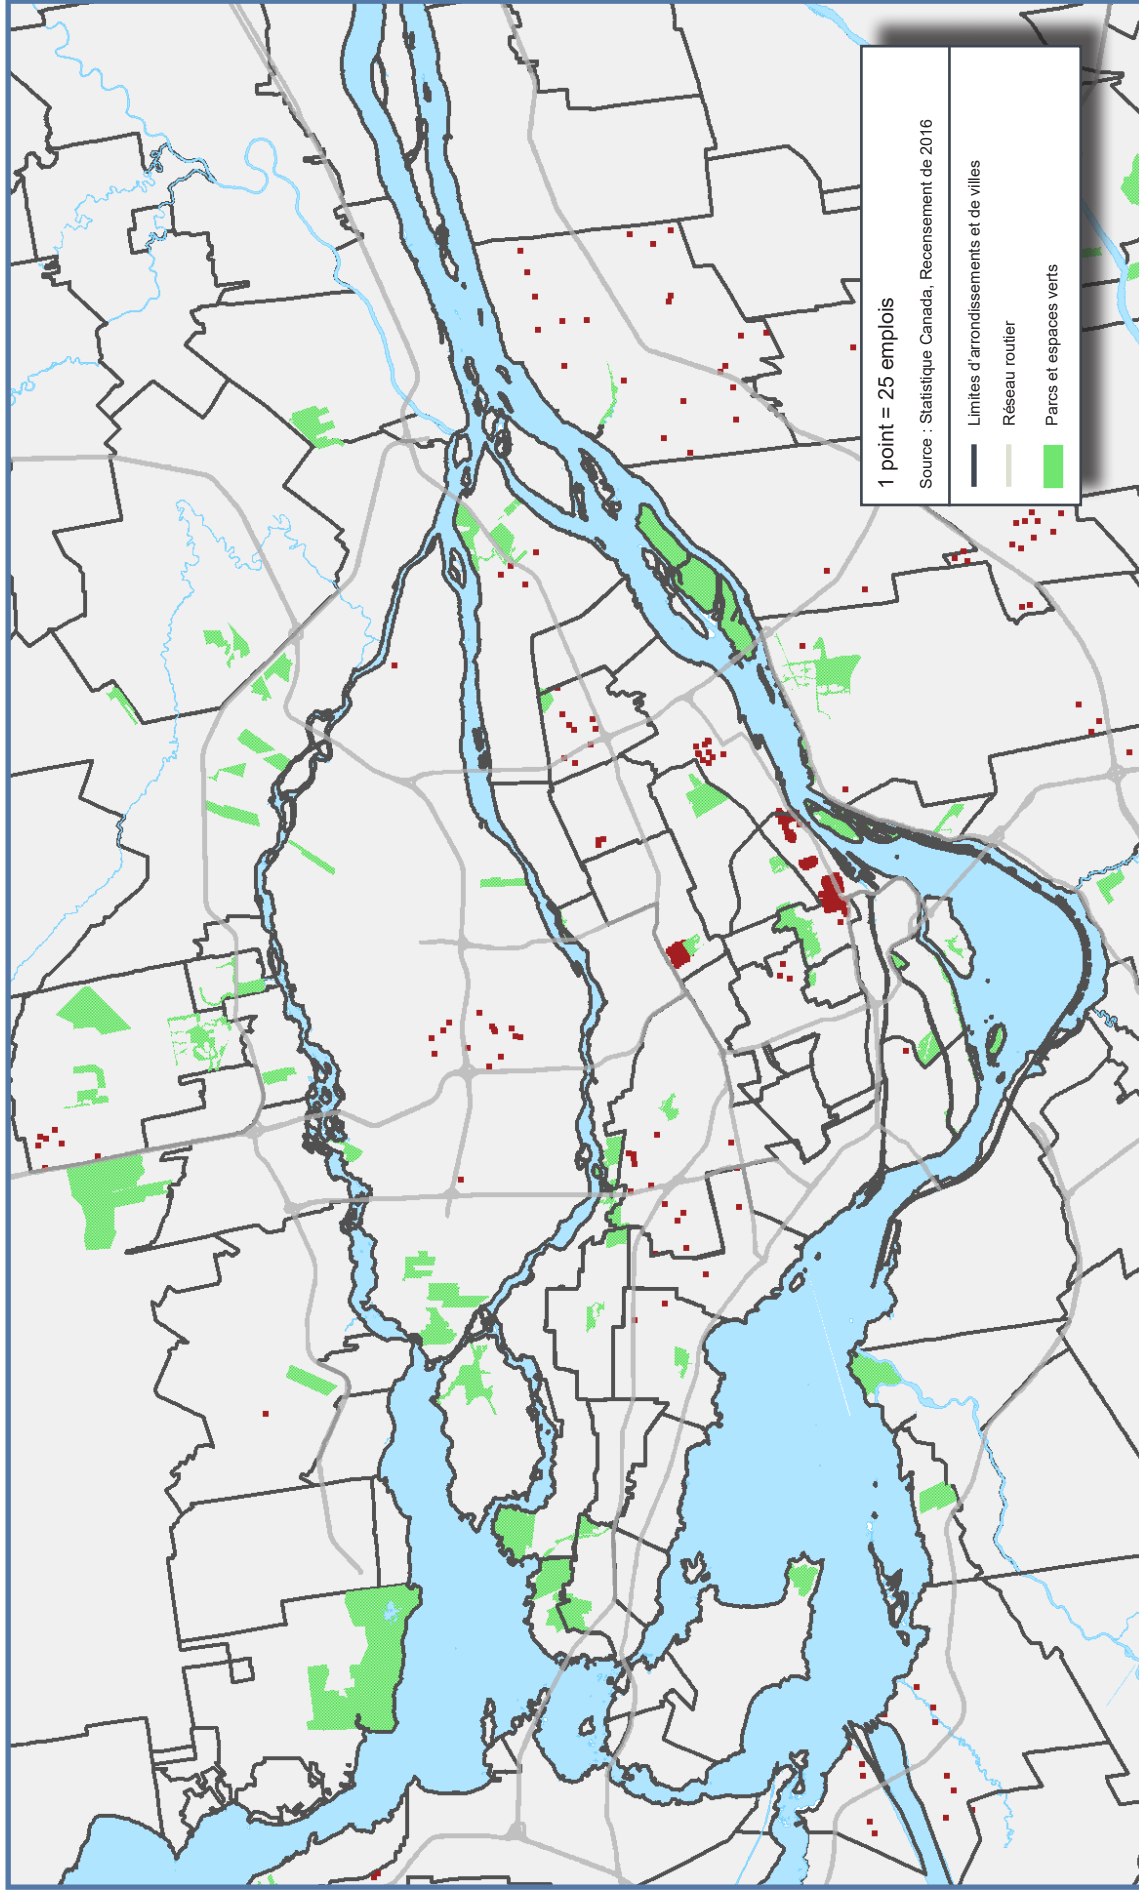 1 point = 25 emplois
Source : Statistique Canada, Recensement de 2016
Limites d'arrondissements et de villes
Réseau routier
Parcs et espaces verts